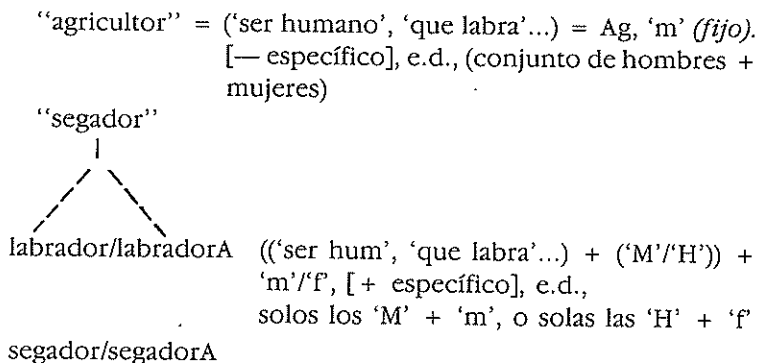 “agricultor” = (‘ser humano’, ‘que labra’...) = Ag, ‘m’ (fijo).
[— específico], e.d., (conjunto de hombres +
mujeres)
“segador”
labrador/labradorA ((‘ser hum’, ‘que labra’...) + (‘M’/‘H’)) +
‘m’/‘f’, [+ específico], e.d.,
solos los ‘M’ + ‘m’, o solas las ‘H’ + ‘f’
segador/segadorA